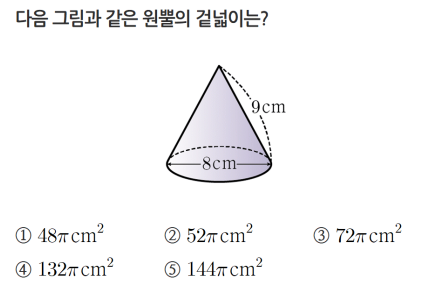 다음 그림과 같은 원뿔의 겉넓이는?
9cm
8cm
① 48π cm² ② 52π cm² ③ 72π cm²
④ 132π cm² ⑤ 144π cm²